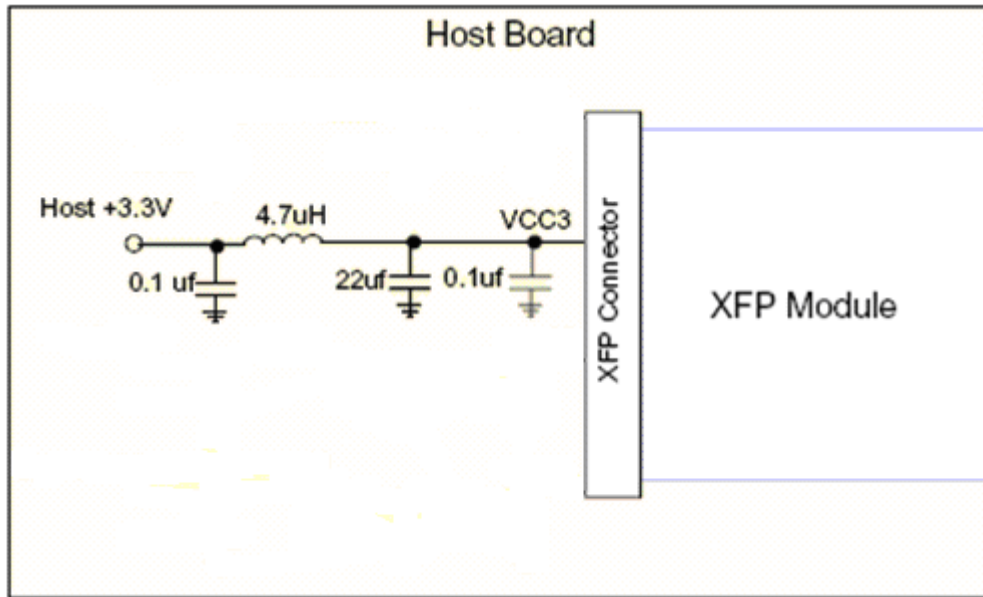 Host Board
Host +3.3V
4.7uH
VCC3
0.1 uf
22uf
0.1uf
XFP Connector
XFP Module